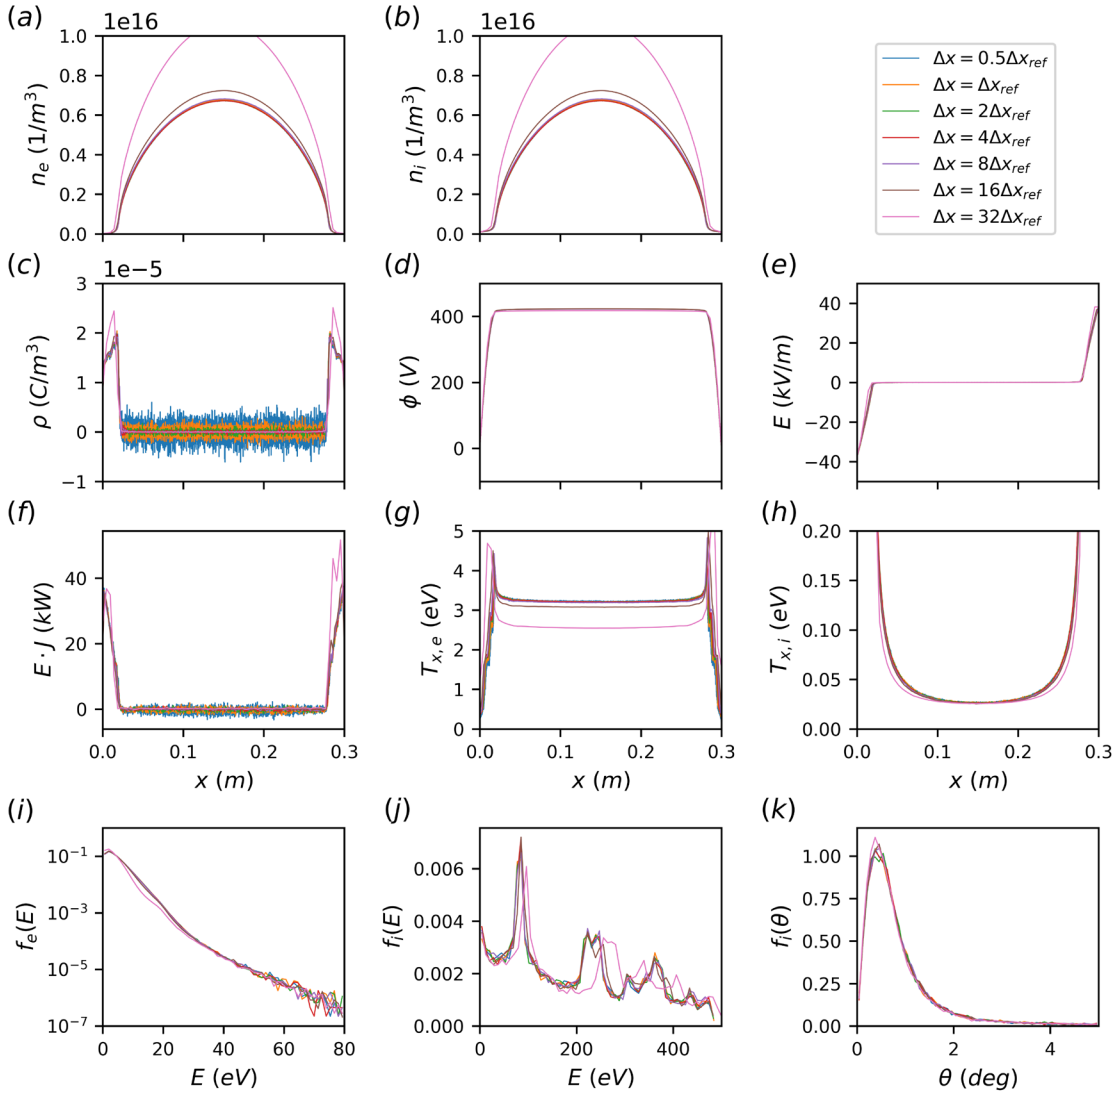 (a) 1e16 (b) 1e16
n_e (1/m³) 1.0 0.8 0.6 0.4 0.2 0.0
n_i (1/m³) 1.0 0.8 0.6 0.4 0.2 0.0
Δx = 0.5Δx_ref
Δx = Δx_ref
Δx = 2Δx_ref
Δx = 4Δx_ref
Δx = 8Δx_ref
Δx = 16Δx_ref
Δx = 32Δx_ref
(c) 1e−5 (d) (e)
ρ (C/m³) 3 2 1 0 −1
ϕ (V) 400 200 0
E (kV/m) 40 20 0 −20 −40
(f) (g) (h)
E · J (kW) 40 20 0
T_{x,e} (eV) 5 4 3 2 1 0
T_{x,i} (eV) 0.20 0.15 0.10 0.05 0.00
0.0 0.1 0.2 0.3 0.0 0.1 0.2 0.3 0.0 0.1 0.2 0.3
x (m) x (m) x (m)
(i) (j) (k)
f_e(E) 10⁻¹ 10⁻³ 10⁻⁵ 10⁻⁷
f_i(E) 0.006 0.004 0.002 0.000
f_i(θ) 1.00 0.75 0.50 0.25 0.00
0 20 40 60 80 0 200 400 0 2 4
E (eV) E (eV) θ (deg)